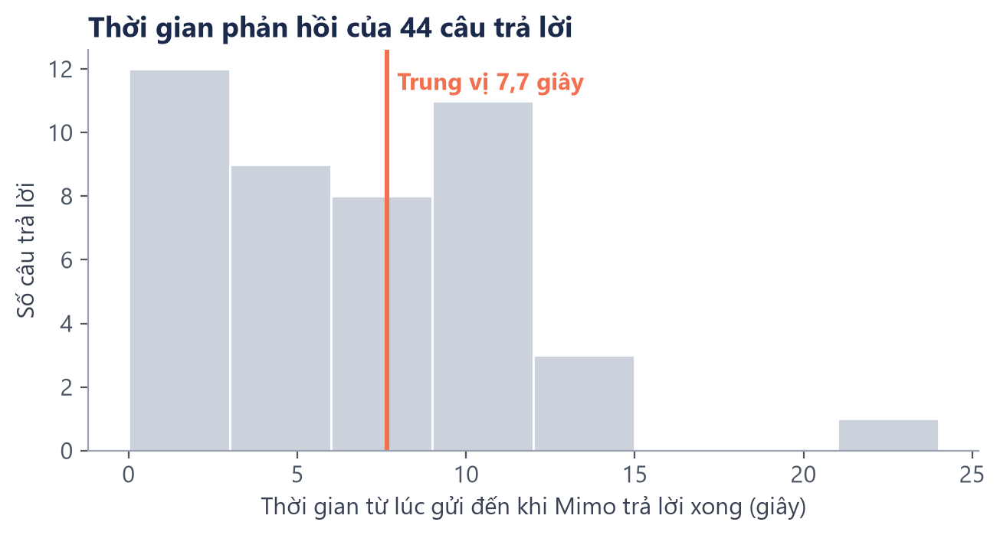 Thời gian phản hồi của 44 câu trả lời
Trung vị 7,7 giây
Số câu trả lời
12
10
8
6
4
2
0
0 5 10 15 20 25
Thời gian từ lúc gửi đến khi Mimo trả lời xong (giây)